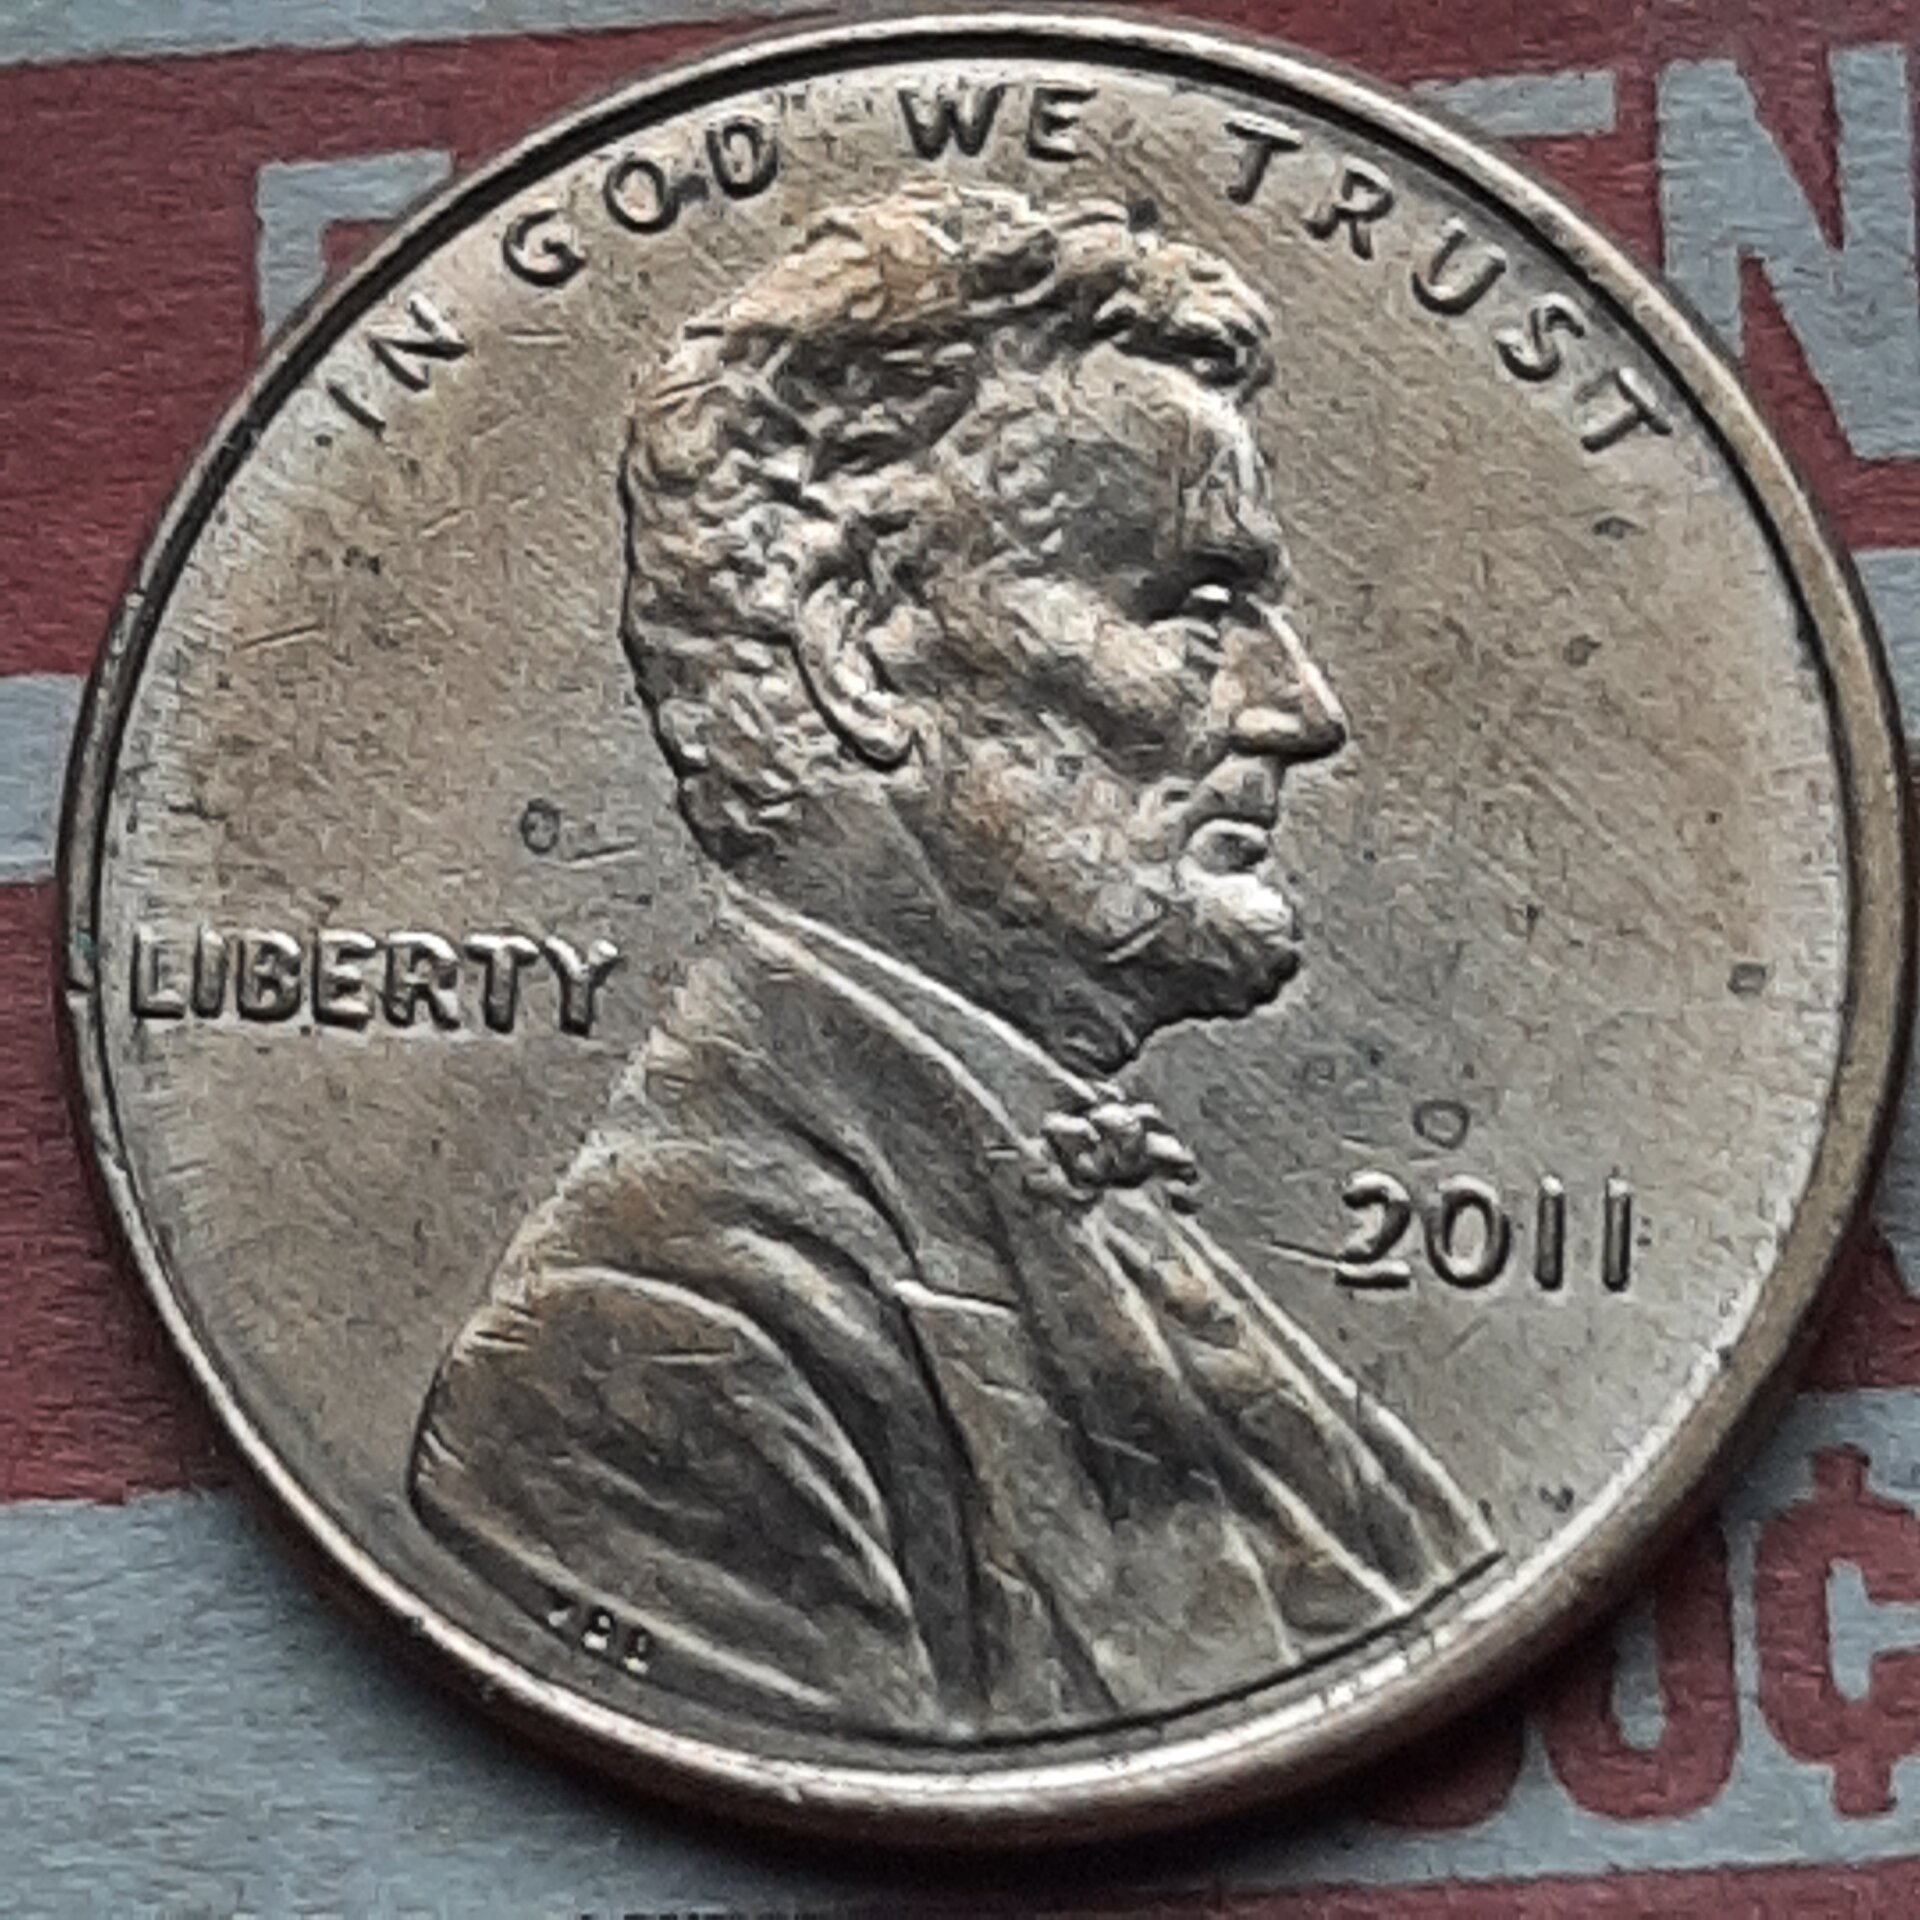 IN GOD WE TRUST
LIBERTY
2011